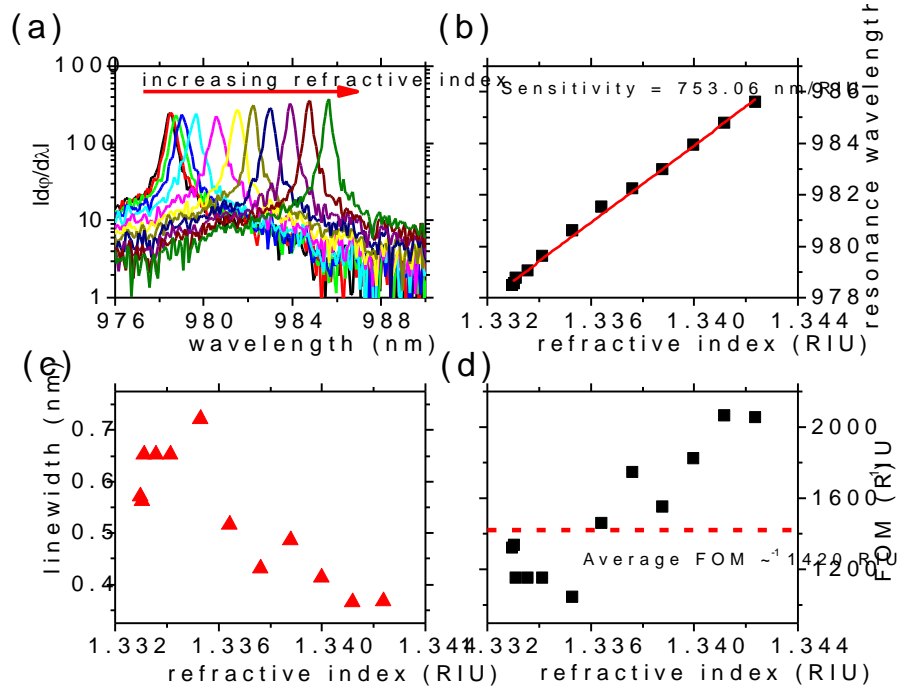 (a)
increasing refractive index
|dφ/dλ|
1000
100
10
1
976 980 984 988
wavelength (nm)
(b)
Sensitivity = 753.06 nm/RIU
986
984
982
980
978
resonance wavelength
1.332 1.336 1.340 1.344
refractive index (RIU)
(c)
linewidth (nm)
0.7
0.6
0.5
0.4
1.332 1.336 1.340 1.344
refractive index (RIU)
(d)
2000
1600
1200
FOM (RIU⁻¹)
Average FOM ~ 1420 RIU⁻¹
1.332 1.336 1.340 1.344
refractive index (RIU)